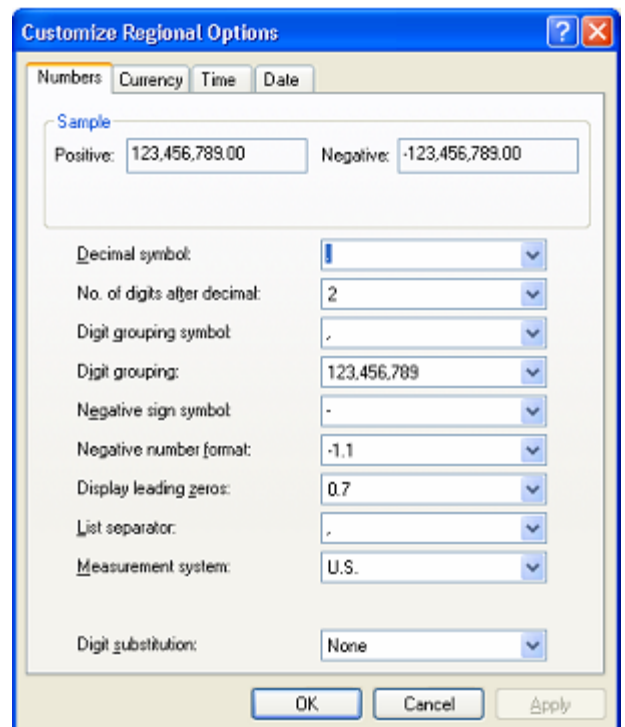 Customize Regional Options
Numbers Currency Time Date
Sample
Positive: 123,456,789.00 Negative: -123,456,789.00
Decimal symbol: .
No. of digits after decimal: 2
Digit grouping symbol: ,
Digit grouping: 123,456,789
Negative sign symbol: -
Negative number format: -1.1
Display leading zeros: 0.7
List separator: ,
Measurement system: U.S.
Digit substitution: None
OK Cancel Apply